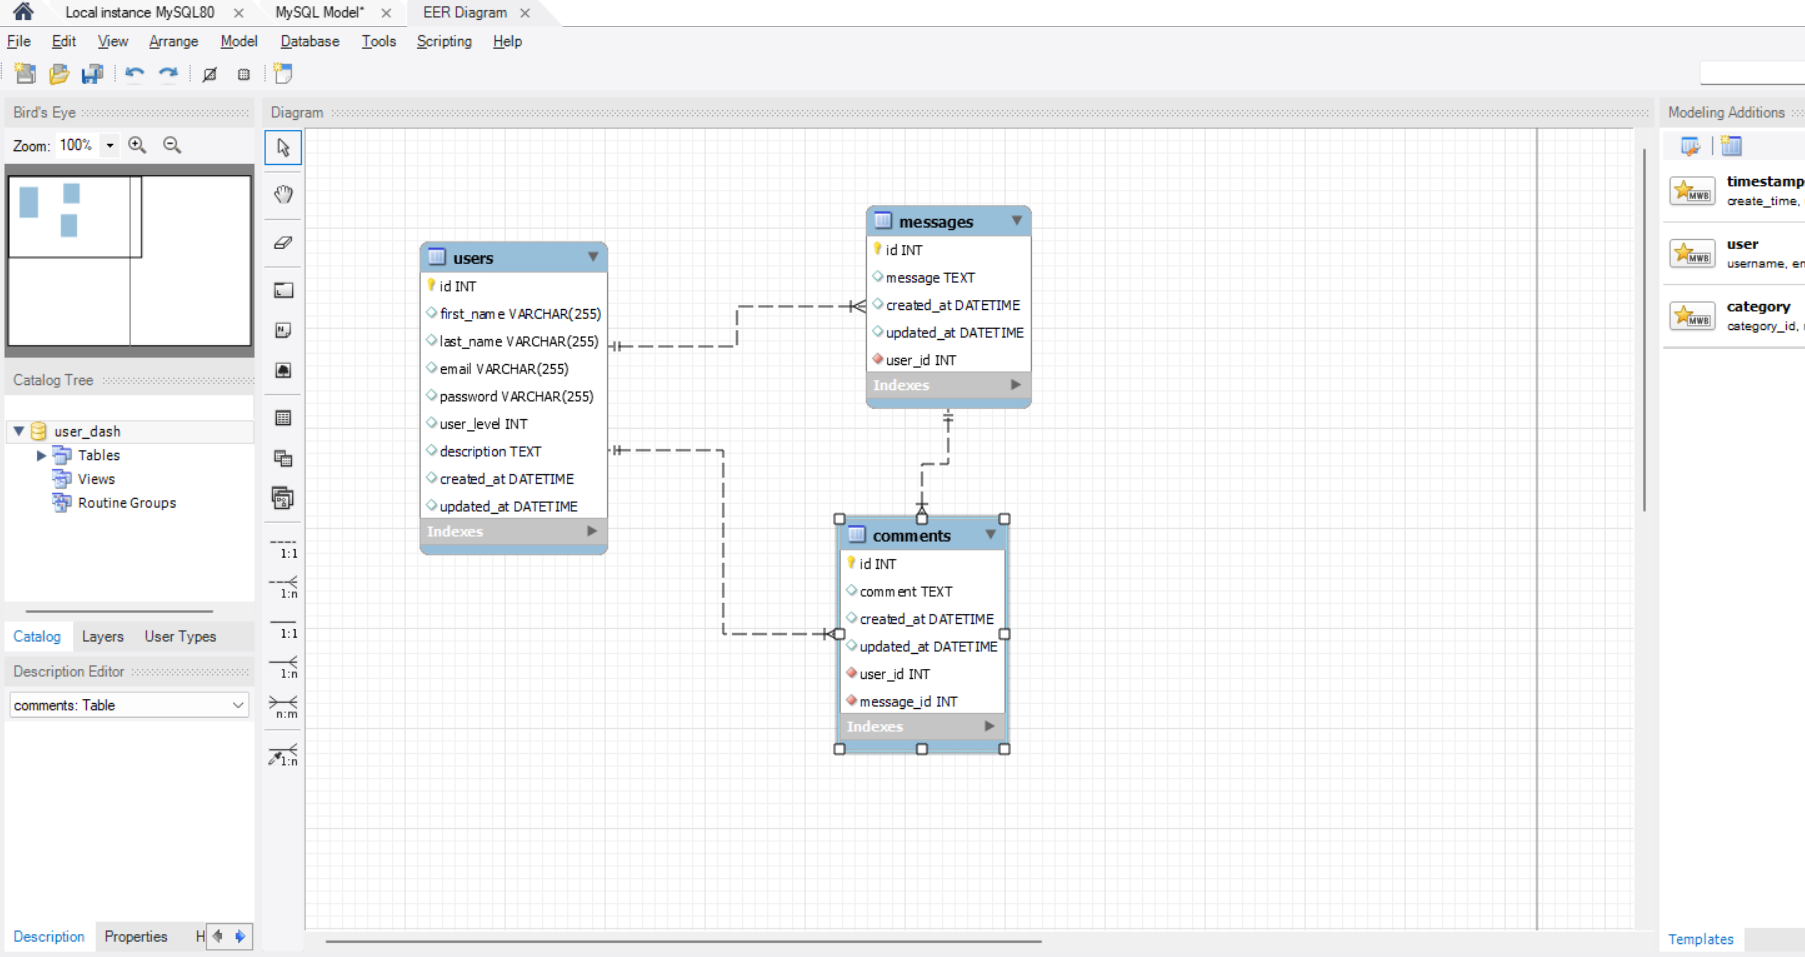 Local instance MySQL80
MySQL Model*
EER Diagram
File Edit View Arrange Model Database Tools Scripting Help
Bird's Eye
Zoom: 100%
Catalog Tree
user_dash
Tables
Views
Routine Groups
Catalog Layers User Types
Description Editor
comments: Table
Description Properties H
Diagram
1:1
1:n
1:1
1:n
n:m
1:n
users
id INT
first_name VARCHAR(255)
last_name VARCHAR(255)
email VARCHAR(255)
password VARCHAR(255)
user_level INT
description TEXT
created_at DATETIME
updated_at DATETIME
Indexes
messages
id INT
message TEXT
created_at DATETIME
updated_at DATETIME
user_id INT
Indexes
comments
id INT
comment TEXT
created_at DATETIME
updated_at DATETIME
user_id INT
message_id INT
Indexes
Modeling Additions
MWB
timestamp
create_time,
MWB
user
username, en
MWB
category
category_id,
Templates